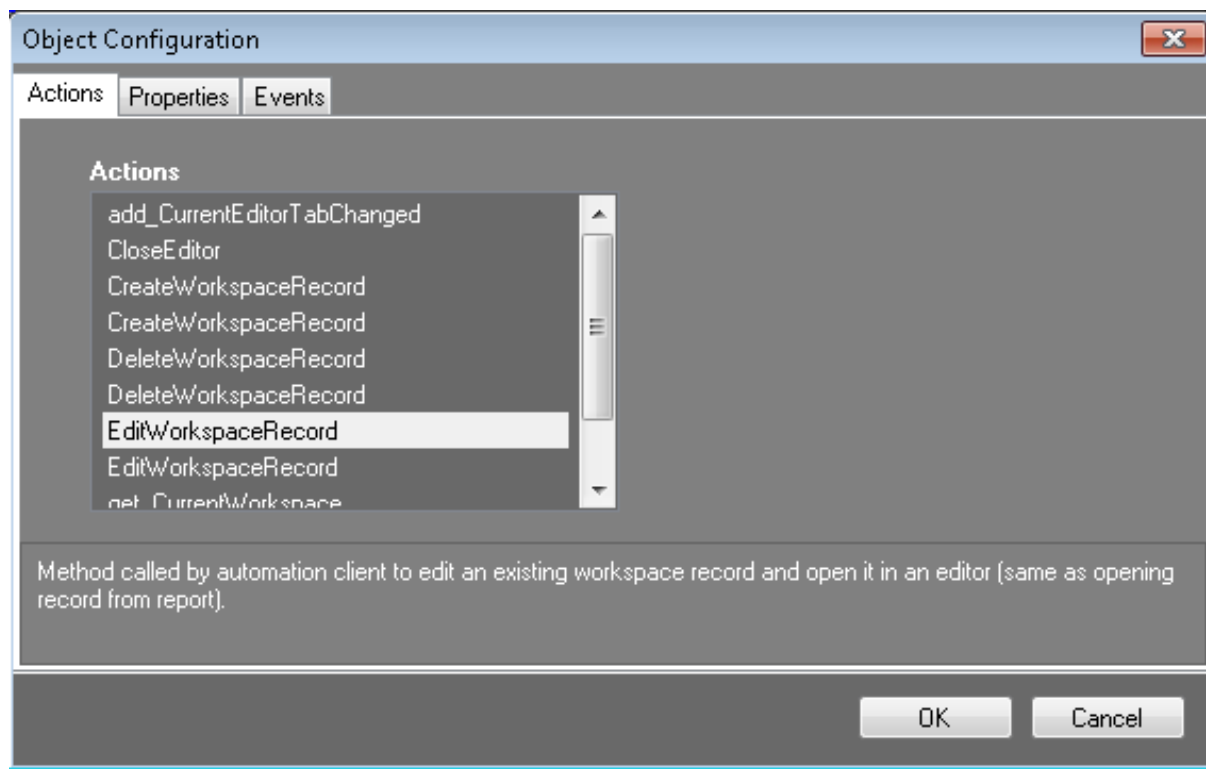 Object Configuration
Actions
Properties
Events
Actions
add_CurrentEditorTabChanged
CloseEditor
CreateWorkspaceRecord
CreateWorkspaceRecord
DeleteWorkspaceRecord
DeleteWorkspaceRecord
EditWorkspaceRecord
EditWorkspaceRecord
get_CurrentWorkspace
Method called by automation client to edit an existing workspace record and open it in an editor (same as opening
record from report).
OK
Cancel